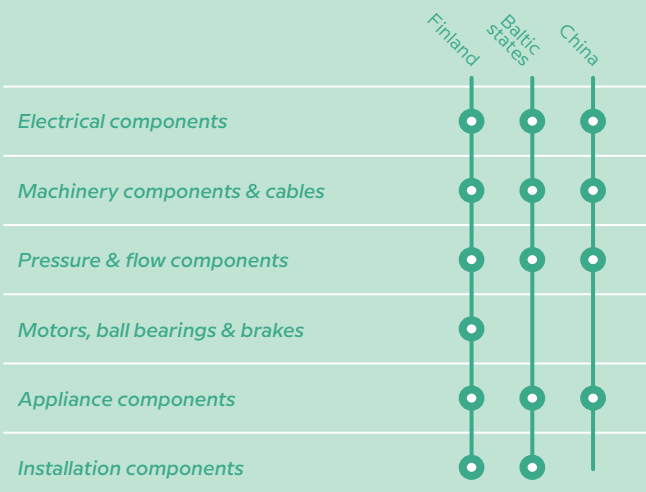 Finland
Baltic
states
China
Electrical components
Machinery components & cables
Pressure & flow components
Motors, ball bearings & brakes
Appliance components
Installation components